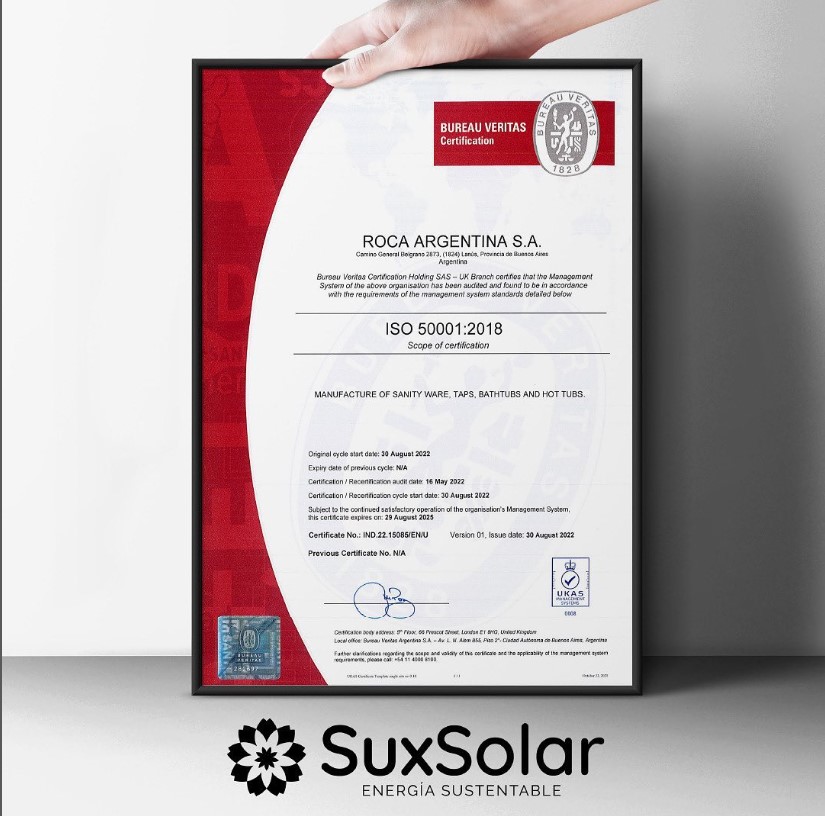 BUREAU VERITAS
Certification
BUREAU VERITAS
1828
ROCA ARGENTINA S.A.
Camino General Belgrano 2873, (1824) Lanús, Provincia de Buenos Aires
Argentina
Bureau Veritas Certification Holding SAS – UK Branch certifies that the Management
System of the above organisation has been audited and found to be in accordance
with the requirements of the management system standards detailed below
ISO 50001:2018
Scope of certification
MANUFACTURE OF SANITY WARE, TAPS, BATHTUBS AND HOT TUBS.
Original cycle start date: 30 August 2022
Expiry date of previous cycle: N/A
Certification / Recertification audit date: 16 May 2022
Certification / Recertification cycle start date: 30 August 2022
Subject to the continued satisfactory operation of the organisation's Management System,
this certificate expires on: 29 August 2025
Certificate No.: IND.22.15085/EN/U Version 01, Issue date: 30 August 2022
Previous Certificate No. N/A
UKAS
MANAGEMENT
SYSTEMS
0008
BUREAU
VERITAS
Certification body address: 5th Floor, 66 Prescot Street, London E1 8HG, United Kingdom
Local office: Bureau Veritas Argentina S.A. – Av. L. N. Alem 855, Piso 2°- Ciudad Autónoma de Buenos Aires, Argentina
Further clarifications regarding the scope and validity of this certificate and the applicability of the management system
requirements, please call: +54 11 4000 8100.
1 / 1
SuxSolar
ENERGÍA SUSTENTABLE